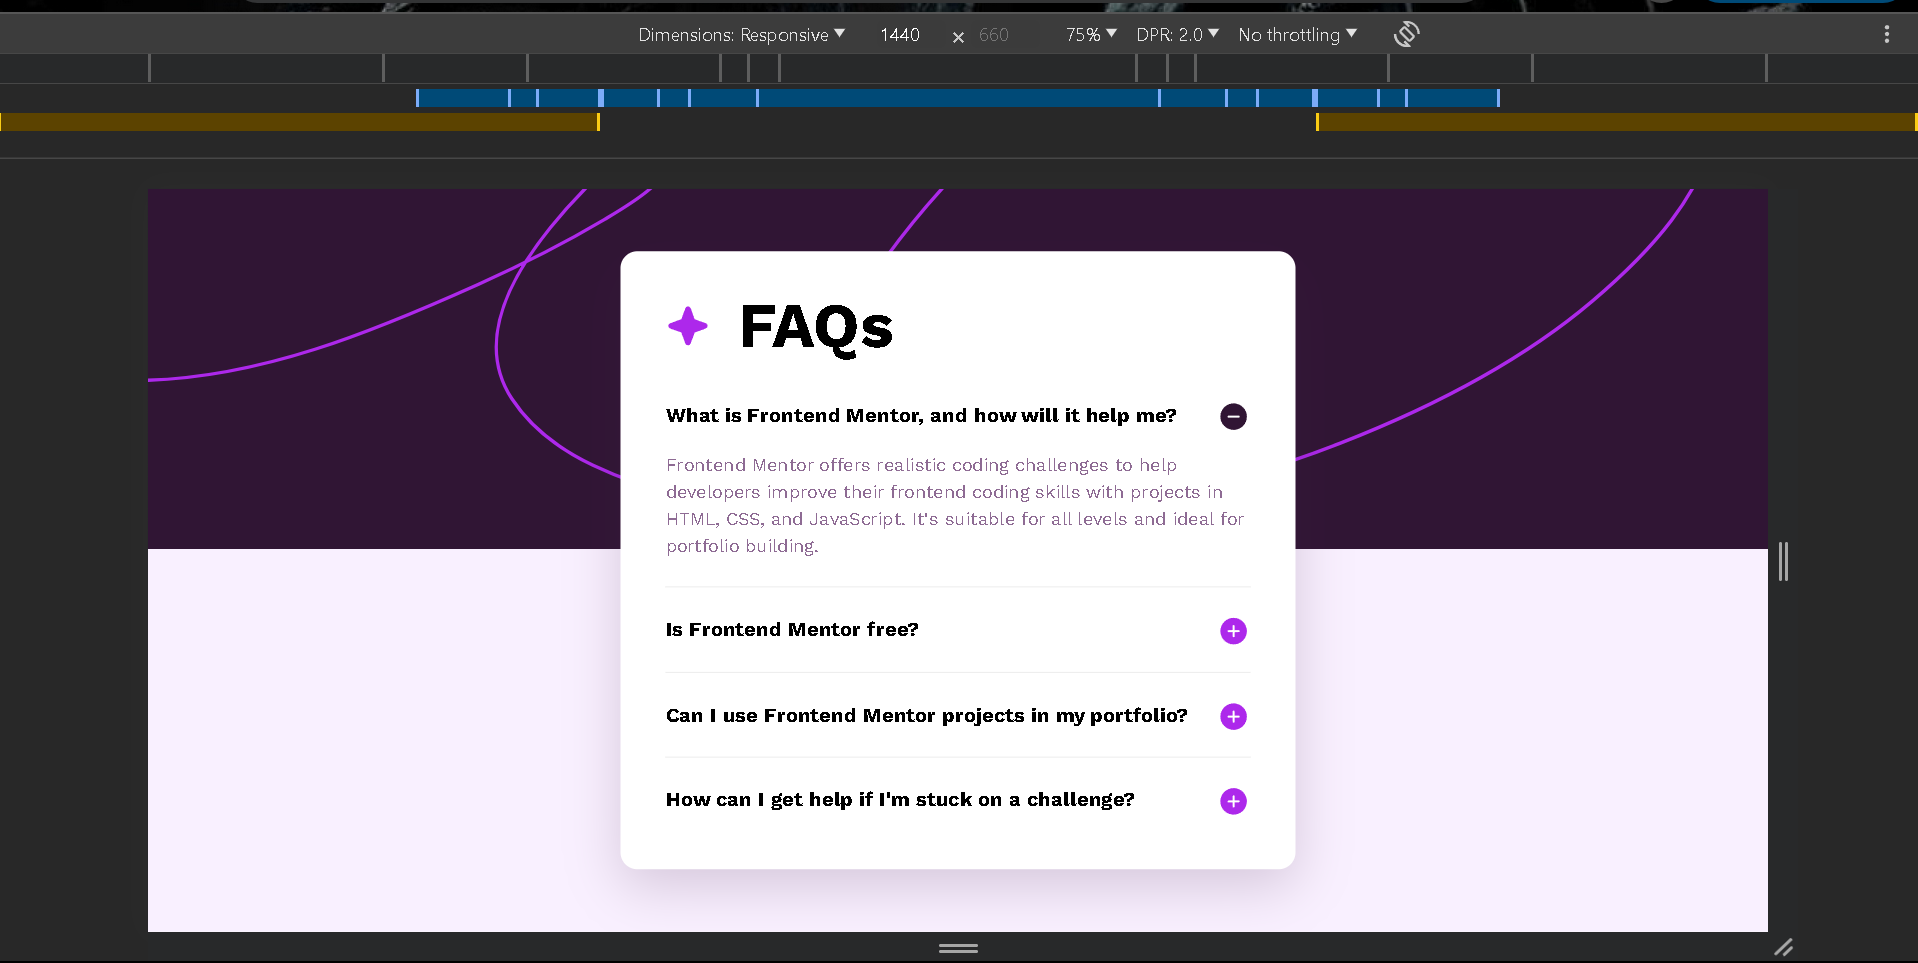 Dimensions: Responsive ▼ 1440 × 660 75% ▼ DPR: 2.0 ▼ No throttling ▼
FAQs
What is Frontend Mentor, and how will it help me?
Frontend Mentor offers realistic coding challenges to help
developers improve their frontend coding skills with projects in
HTML, CSS, and JavaScript. It's suitable for all levels and ideal for
portfolio building.
Is Frontend Mentor free?
Can I use Frontend Mentor projects in my portfolio?
How can I get help if I'm stuck on a challenge?